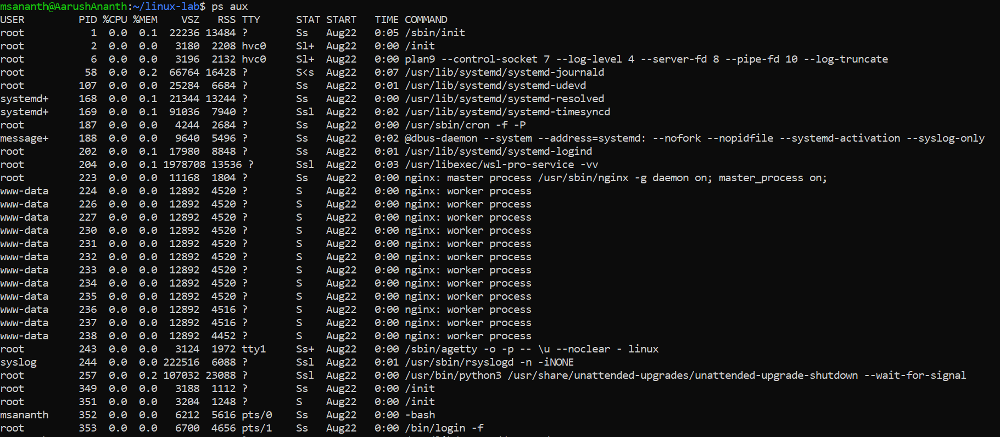 msananth@AarushAnanth:~/linux-lab$ ps aux
USER         PID %CPU %MEM    VSZ   RSS TTY      STAT START   TIME COMMAND
root           1  0.0  0.1  22236 13484 ?        Ss   Aug22   0:05 /sbin/init
root           2  0.0  0.0   3180  2208 hvc0     Sl+  Aug22   0:00 /init
root           6  0.0  0.0   3196  2132 hvc0     Sl+  Aug22   0:00 plan9 --control-socket 7 --log-level 4 --server-fd 8 --pipe-fd 10 --log-truncate
root          58  0.0  0.2  66764 16428 ?        S<s  Aug22   0:07 /usr/lib/systemd/systemd-journald
root         107  0.0  0.0  25284  6684 ?        Ss   Aug22   0:01 /usr/lib/systemd/systemd-udevd
systemd+     168  0.0  0.1  21344 13244 ?        Ss   Aug22   0:00 /usr/lib/systemd/systemd-resolved
systemd+     169  0.0  0.1  91036  7940 ?        Ssl  Aug22   0:02 /usr/lib/systemd/systemd-timesyncd
root         187  0.0  0.0   4244  2684 ?        Ss   Aug22   0:00 /usr/sbin/cron -f -P
message+     188  0.0  0.0   9640  5496 ?        Ss   Aug22   0:02 @dbus-daemon --system --address=systemd: --nofork --nopidfile --systemd-activation --syslog-only
root         202  0.0  0.1  17980  8848 ?        Ss   Aug22   0:01 /usr/lib/systemd/systemd-logind
root         204  0.0  0.1 1978708 13536 ?       Ssl  Aug22   0:03 /usr/libexec/wsl-pro-service -vv
root         223  0.0  0.0  11168  1804 ?        Ss   Aug22   0:00 nginx: master process /usr/sbin/nginx -g daemon on; master_process on;
www-data     224  0.0  0.0  12892  4520 ?        S    Aug22   0:00 nginx: worker process
www-data     226  0.0  0.0  12892  4520 ?        S    Aug22   0:00 nginx: worker process
www-data     227  0.0  0.0  12892  4520 ?        S    Aug22   0:00 nginx: worker process
www-data     230  0.0  0.0  12892  4520 ?        S    Aug22   0:00 nginx: worker process
www-data     231  0.0  0.0  12892  4520 ?        S    Aug22   0:00 nginx: worker process
www-data     232  0.0  0.0  12892  4520 ?        S    Aug22   0:00 nginx: worker process
www-data     233  0.0  0.0  12892  4520 ?        S    Aug22   0:00 nginx: worker process
www-data     234  0.0  0.0  12892  4520 ?        S    Aug22   0:00 nginx: worker process
www-data     235  0.0  0.0  12892  4520 ?        S    Aug22   0:00 nginx: worker process
www-data     236  0.0  0.0  12892  4516 ?        S    Aug22   0:00 nginx: worker process
www-data     237  0.0  0.0  12892  4516 ?        S    Aug22   0:00 nginx: worker process
www-data     238  0.0  0.0  12892  4452 ?        S    Aug22   0:00 nginx: worker process
root         243  0.0  0.0   3124  1972 tty1     Ss+  Aug22   0:00 /sbin/agetty -o -p -- \u --noclear - linux
syslog       244  0.0  0.0 222516  6088 ?        Ssl  Aug22   0:01 /usr/sbin/rsyslogd -n -iNONE
root         257  0.0  0.2 107032 23088 ?        Ssl  Aug22   0:00 /usr/bin/python3 /usr/share/unattended-upgrades/unattended-upgrade-shutdown --wait-for-signal
root         349  0.0  0.0   3188  1112 ?        Ss   Aug22   0:00 /init
root         351  0.0  0.0   3204  1248 ?        S    Aug22   0:00 /init
msananth     352  0.0  0.0   6212  5616 pts/0    Ss   Aug22   0:00 -bash
root         353  0.0  0.0   6700  4656 pts/1    Ss   Aug22   0:00 /bin/login -f